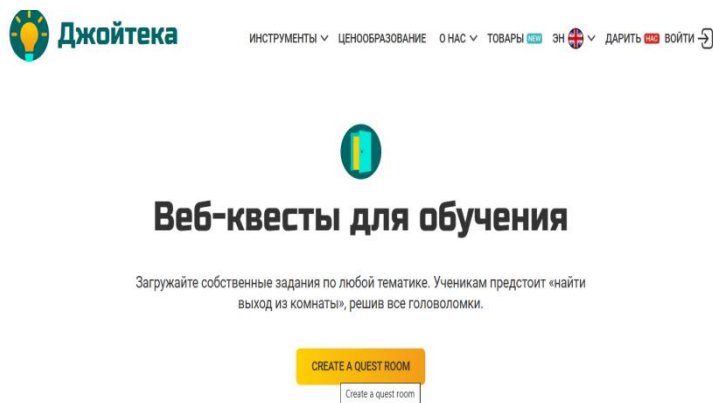 Джойтека
ИНСТРУМЕНТЫ ЦЕНООБРАЗОВАНИЕ О НАС ТОВАРЫ NEW ЭН ДАРИТЬ НАС ВОЙТИ
Веб-квесты для обучения
Загружайте собственные задания по любой тематике. Ученикам предстоит «найти
выход из комнаты», решив все головоломки.
CREATE A QUEST ROOM
Create a quest room